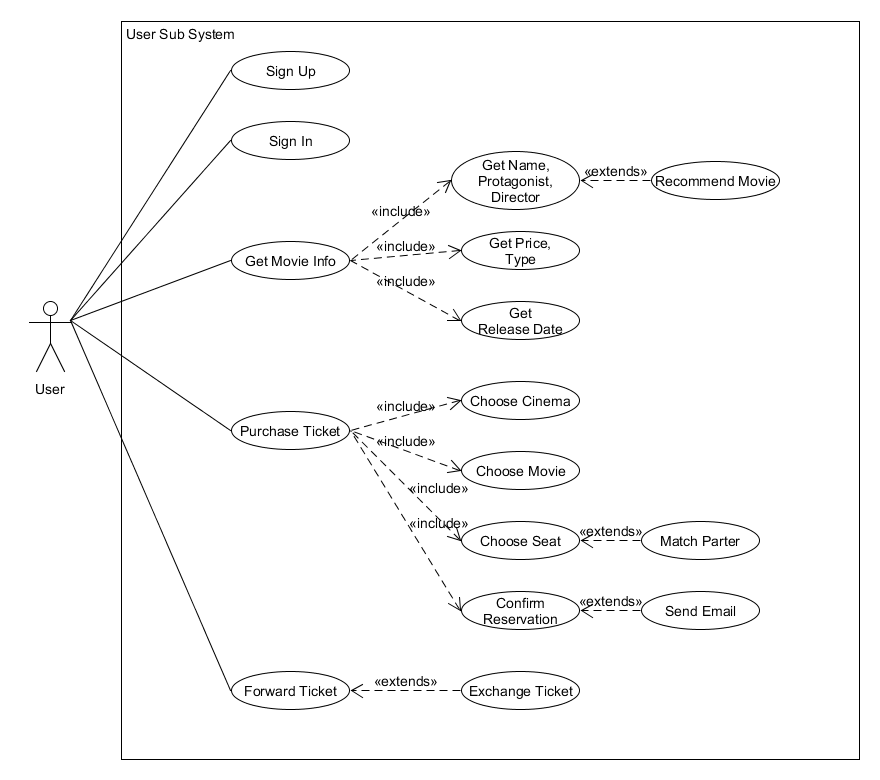 User Sub System
Sign Up
Sign In
Get Name,
Protagonist,
Director
«extends»
Recommend Movie
«include»
«include»
Get Price,
Type
Get Movie Info
«include»
Get
Release Date
User
Choose Cinema
«include»
Purchase Ticket
«include»
Choose Movie
«include»
«include»
Choose Seat
«extends»
Match Parter
Confirm
Reservation
«extends»
Send Email
Forward Ticket
«extends»
Exchange Ticket